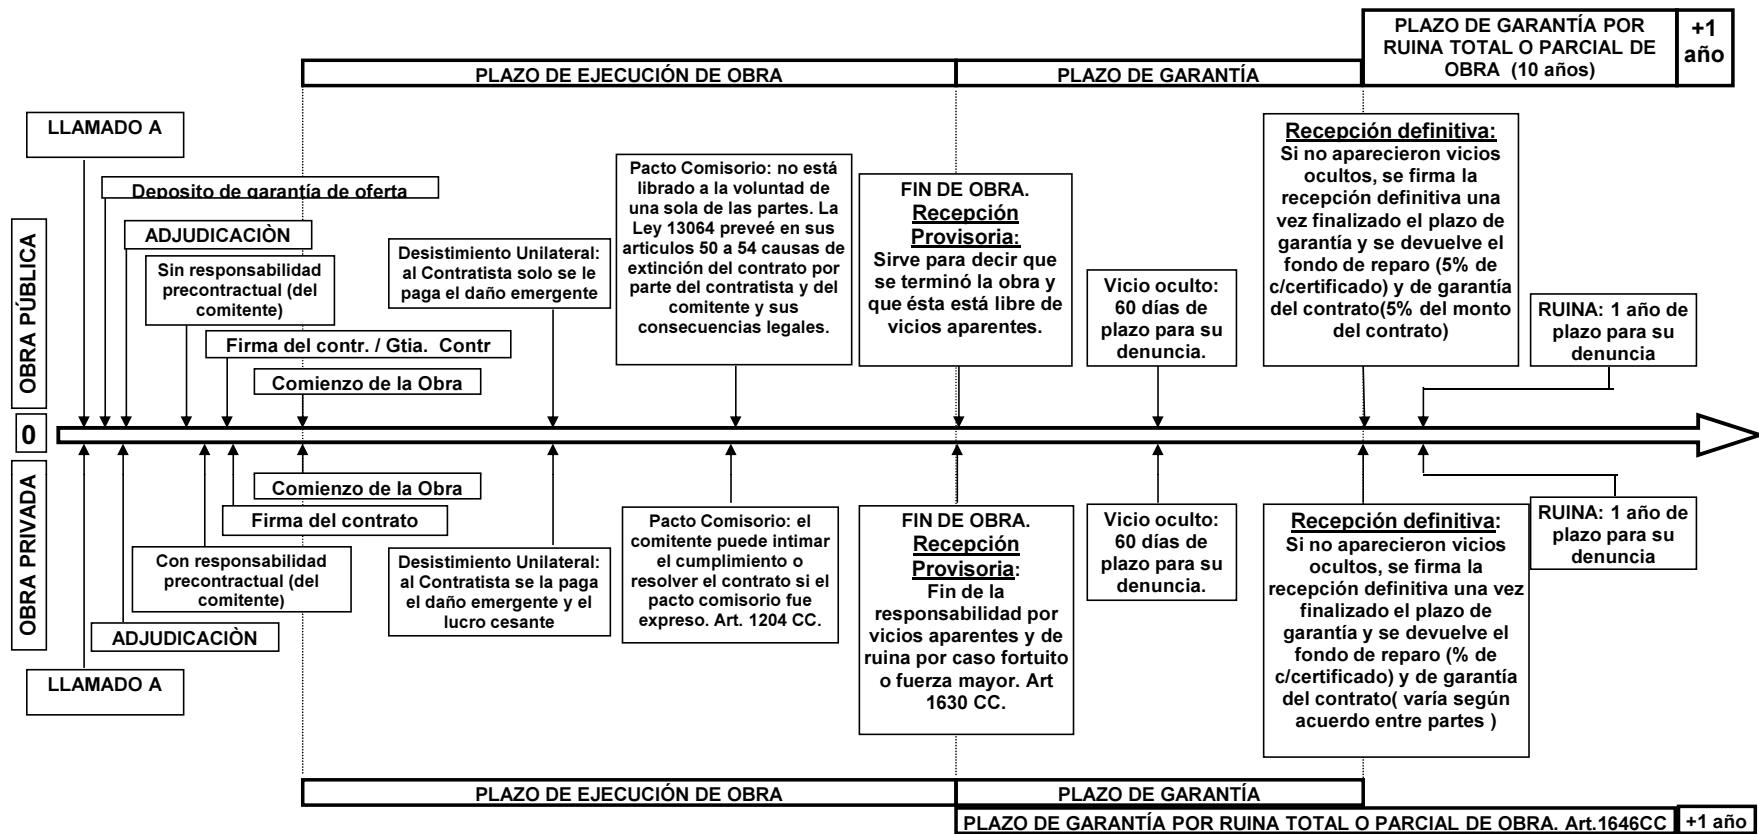 PLAZO DE GARANTÍA POR
RUINA TOTAL O PARCIAL DE
OBRA (10 años)
+1
año
PLAZO DE EJECUCIÓN DE OBRA
PLAZO DE GARANTÍA
OBRA PÚBLICA
LLAMADO A
Deposito de garantía de oferta
ADJUDICACIÒN
Sin responsabilidad
precontractual (del
comitente)
Firma del contr. / Gtia. Contr
Comienzo de la Obra
Desistimiento Unilateral:
al Contratista solo se le
paga el daño emergente
Pacto Comisorio: no está
librado a la voluntad de
una sola de las partes. La
Ley 13064 preveé en sus
articulos 50 a 54 causas de
extinción del contrato por
parte del contratista y del
comitente y sus
consecuencias legales.
FIN DE OBRA.
Recepción
Provisoria:
Sirve para decir que
se terminó la obra y
que ésta está libre de
vicios aparentes.
Vicio oculto:
60 días de
plazo para su
denuncia.
Recepción definitiva:
Si no aparecieron vicios
ocultos, se firma la
recepción definitiva una
vez finalizado el plazo de
garantía y se devuelve el
fondo de reparo (5% de
c/certificado) y de garantía
del contrato(5% del monto
del contrato)
RUINA: 1 año de
plazo para su
denuncia
0
OBRA PRIVADA
Comienzo de la Obra
Firma del contrato
Con responsabilidad
precontractual (del
comitente)
ADJUDICACIÒN
LLAMADO A
Desistimiento Unilateral:
al Contratista se la paga
el daño emergente y el
lucro cesante
Pacto Comisorio: el
comitente puede intimar
el cumplimiento o
resolver el contrato si el
pacto comisorio fue
expreso. Art. 1204 CC.
FIN DE OBRA.
Recepción
Provisoria:
Fin de la
responsabilidad por
vicios aparentes y de
ruina por caso fortuito
o fuerza mayor. Art
1630 CC.
Vicio oculto:
60 días de
plazo para su
denuncia.
Recepción definitiva:
Si no aparecieron vicios
ocultos, se firma la
recepción definitiva una vez
finalizado el plazo de
garantía y se devuelve el
fondo de reparo (% de
c/certificado) y de garantía
del contrato( varía según
acuerdo entre partes )
RUINA: 1 año de
plazo para su
denuncia
PLAZO DE EJECUCIÓN DE OBRA
PLAZO DE GARANTÍA
PLAZO DE GARANTÍA POR RUINA TOTAL O PARCIAL DE OBRA. Art.1646CC
+1 año